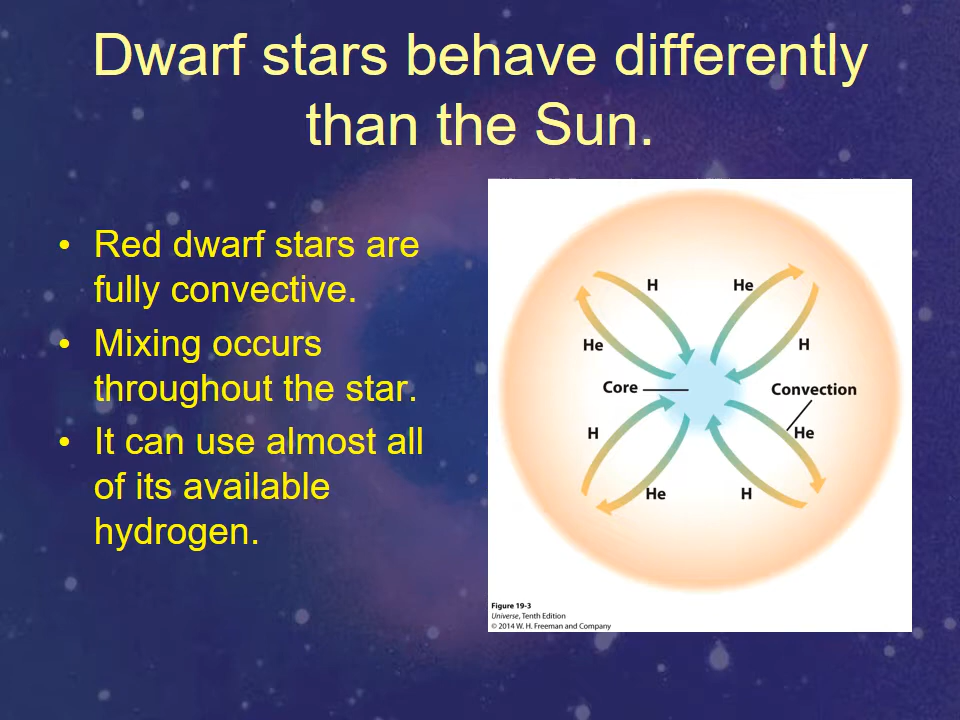 Dwarf stars behave differently
than the Sun.
• Red dwarf stars are
fully convective.
• Mixing occurs
throughout the star.
• It can use almost all
of its available
hydrogen.
H
He
He
H
Core
Convection
H
He
He
H
Figure 19-3
Universe, Tenth Edition
© 2014 W. H. Freeman and Company